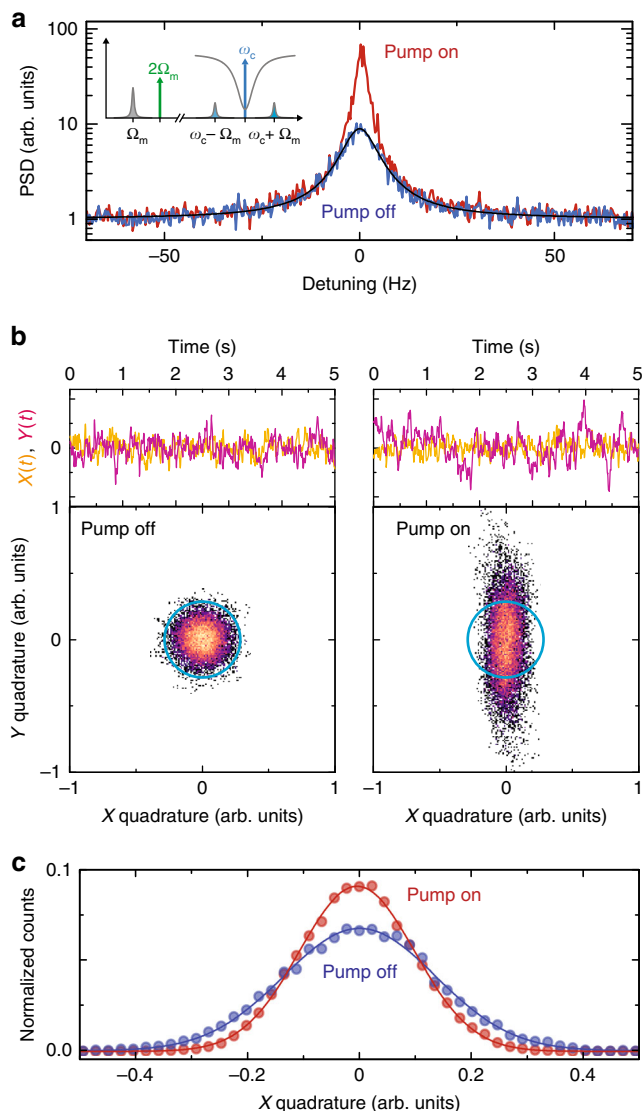 a
100
10
1
PSD (arb. units)
2Ωm
ωc
Ωm
ωc − Ωm
ωc + Ωm
Pump on
Pump off
−50
0
50
Detuning (Hz)
b
Time (s)
Time (s)
0 1 2 3 4 5
0 1 2 3 4 5
X(t), Y(t)
0
1
Pump off
Pump on
Y quadrature (arb. units)
0
−1
−1 0 1
−1 0 1
X quadrature (arb. units)
X quadrature (arb. units)
c
0.1
Normalized counts
Pump on
Pump off
0.0
−0.4 −0.2 0 0.2 0.4
X quadrature (arb. units)